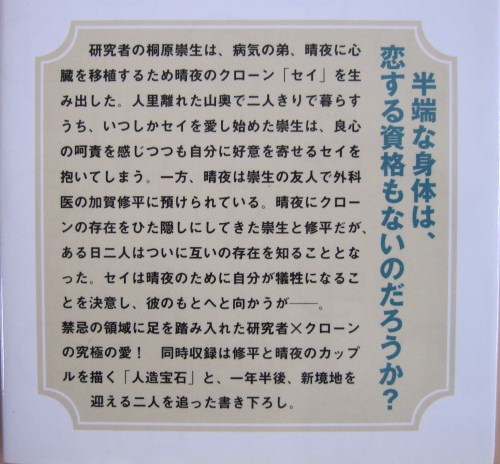 半端な身体は、
恋する資格もないのだろうか？
研究者の桐原崇生は、病気の弟、晴夜に心
臓を移植するため晴夜のクローン「セイ」を生
み出した。人里離れた山奥で二人きりで暮らす
うち、いつしかセイを愛し始めた崇生は、良心
の呵責を感じつつも自分に好意を寄せるセイを
抱いてしまう。一方、晴夜は崇生の友人で外科
医の加賀修平に預けられている。晴夜にクロー
ンの存在をひた隠しにしてきた崇生と修平だが、
ある日二人はついに互いの存在を知ることとな
った。セイは晴夜のために自分が犠牲になるこ
とを決意し、彼のもとへと向かうが――。
禁忌の領域に足を踏み入れた研究者×クローン
の究極の愛！　同時収録は修平と晴夜のカップ
ルを描く「人造宝石」と、一年半後、新境地を
迎える二人を追った書き下ろし。